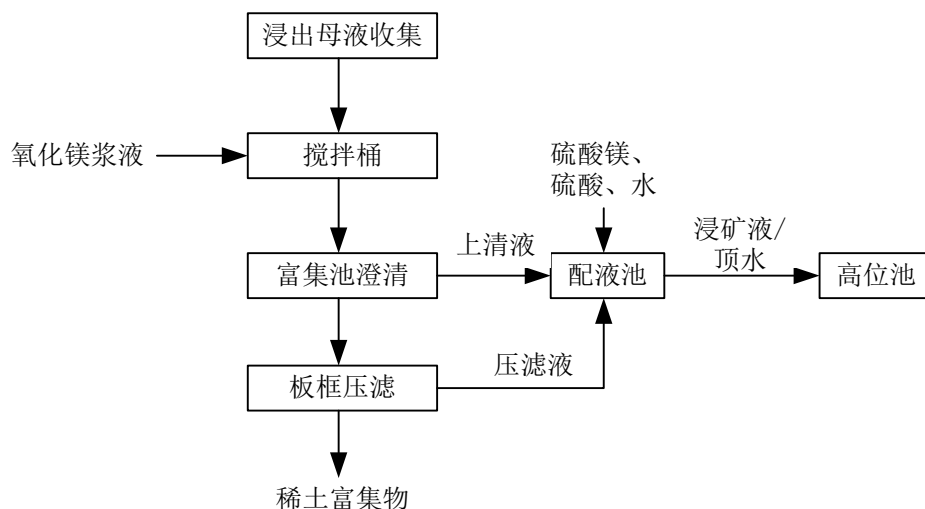 浸出母液收集
氧化镁浆液
搅拌桶
硫酸镁、
硫酸、水
富集池澄清
上清液
配液池
浸矿液/
顶水
高位池
板框压滤
压滤液
稀土富集物